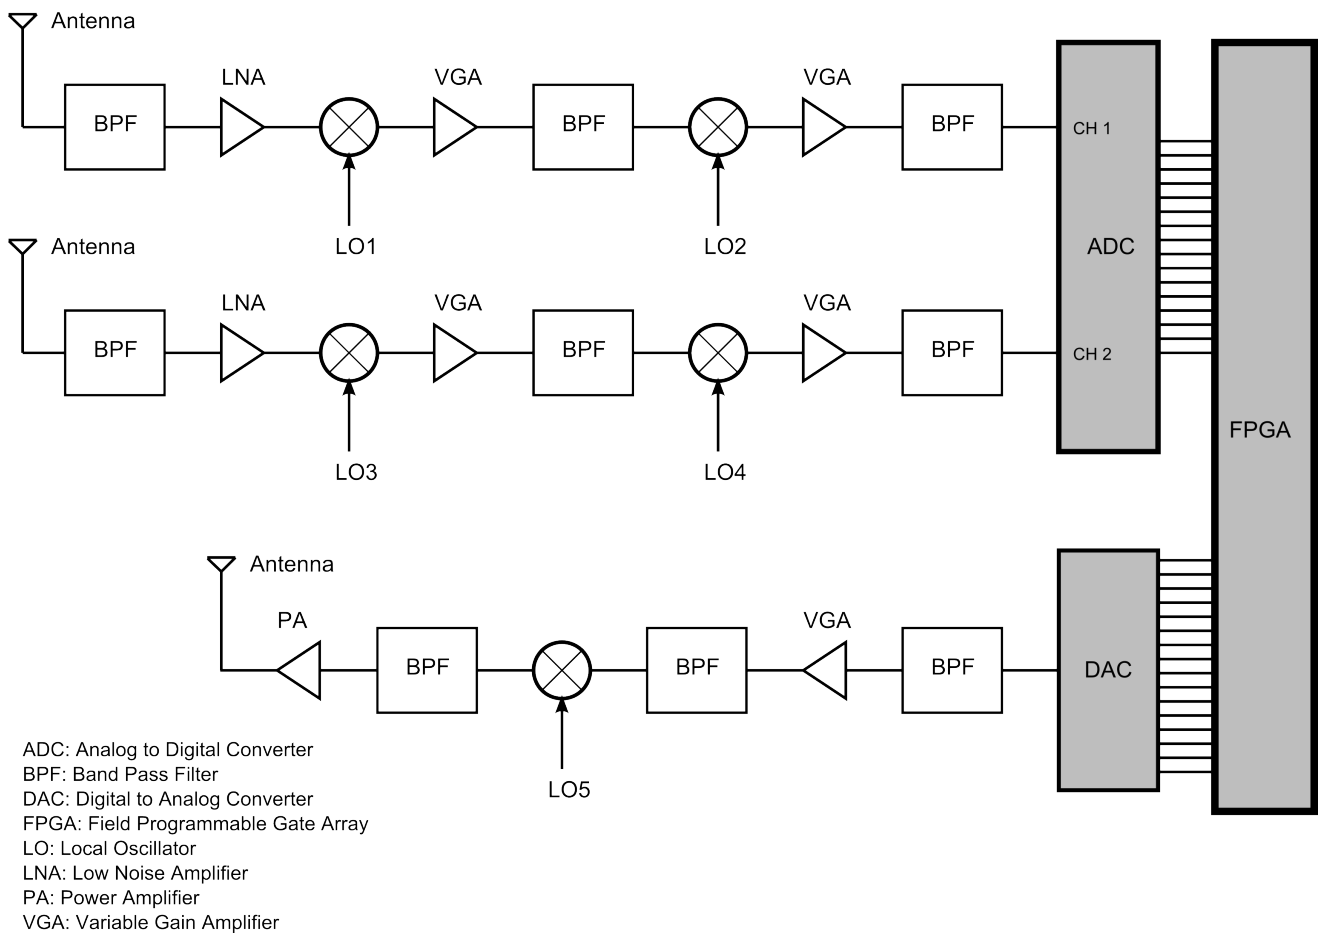 Antenna
LNA VGA VGA
BPF BPF BPF CH 1
LO1 LO2 ADC
Antenna
LNA VGA VGA
BPF BPF BPF CH 2
FPGA
LO3 LO4
Antenna
PA VGA
BPF BPF BPF DAC
LO5
ADC: Analog to Digital Converter
BPF: Band Pass Filter
DAC: Digital to Analog Converter
FPGA: Field Programmable Gate Array
LO: Local Oscillator
LNA: Low Noise Amplifier
PA: Power Amplifier
VGA: Variable Gain Amplifier